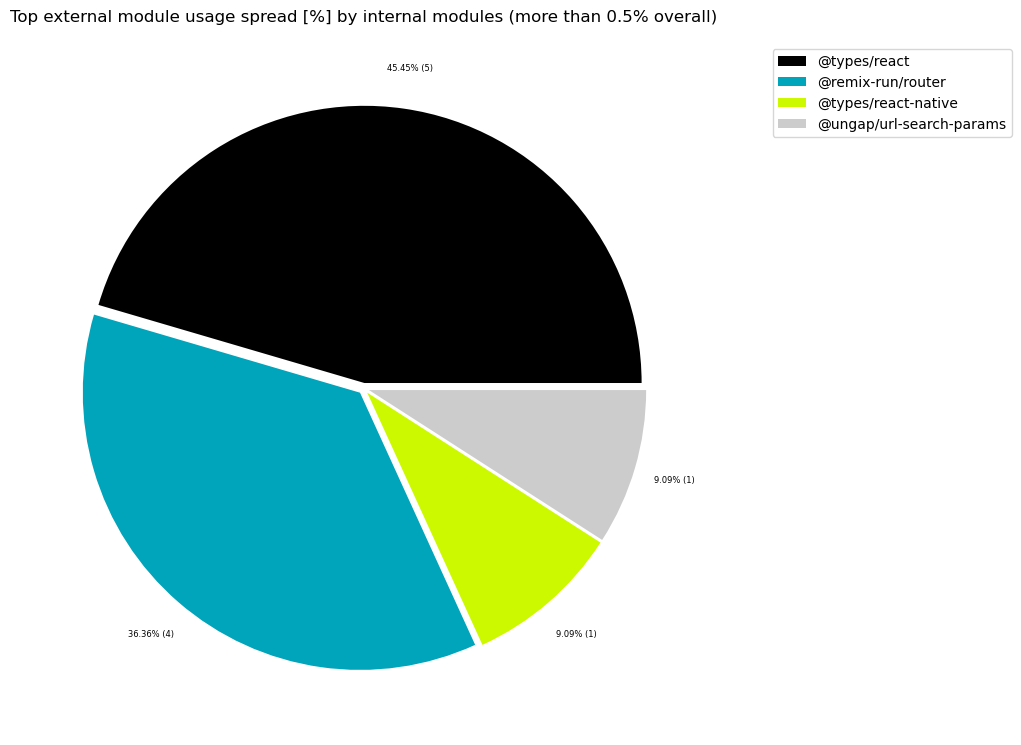 Top external module usage spread [%] by internal modules (more than 0.5% overall)
45.45% (5)
@types/react
@remix-run/router
@types/react-native
@ungap/url-search-params
9.09% (1)
36.36% (4)
9.09% (1)